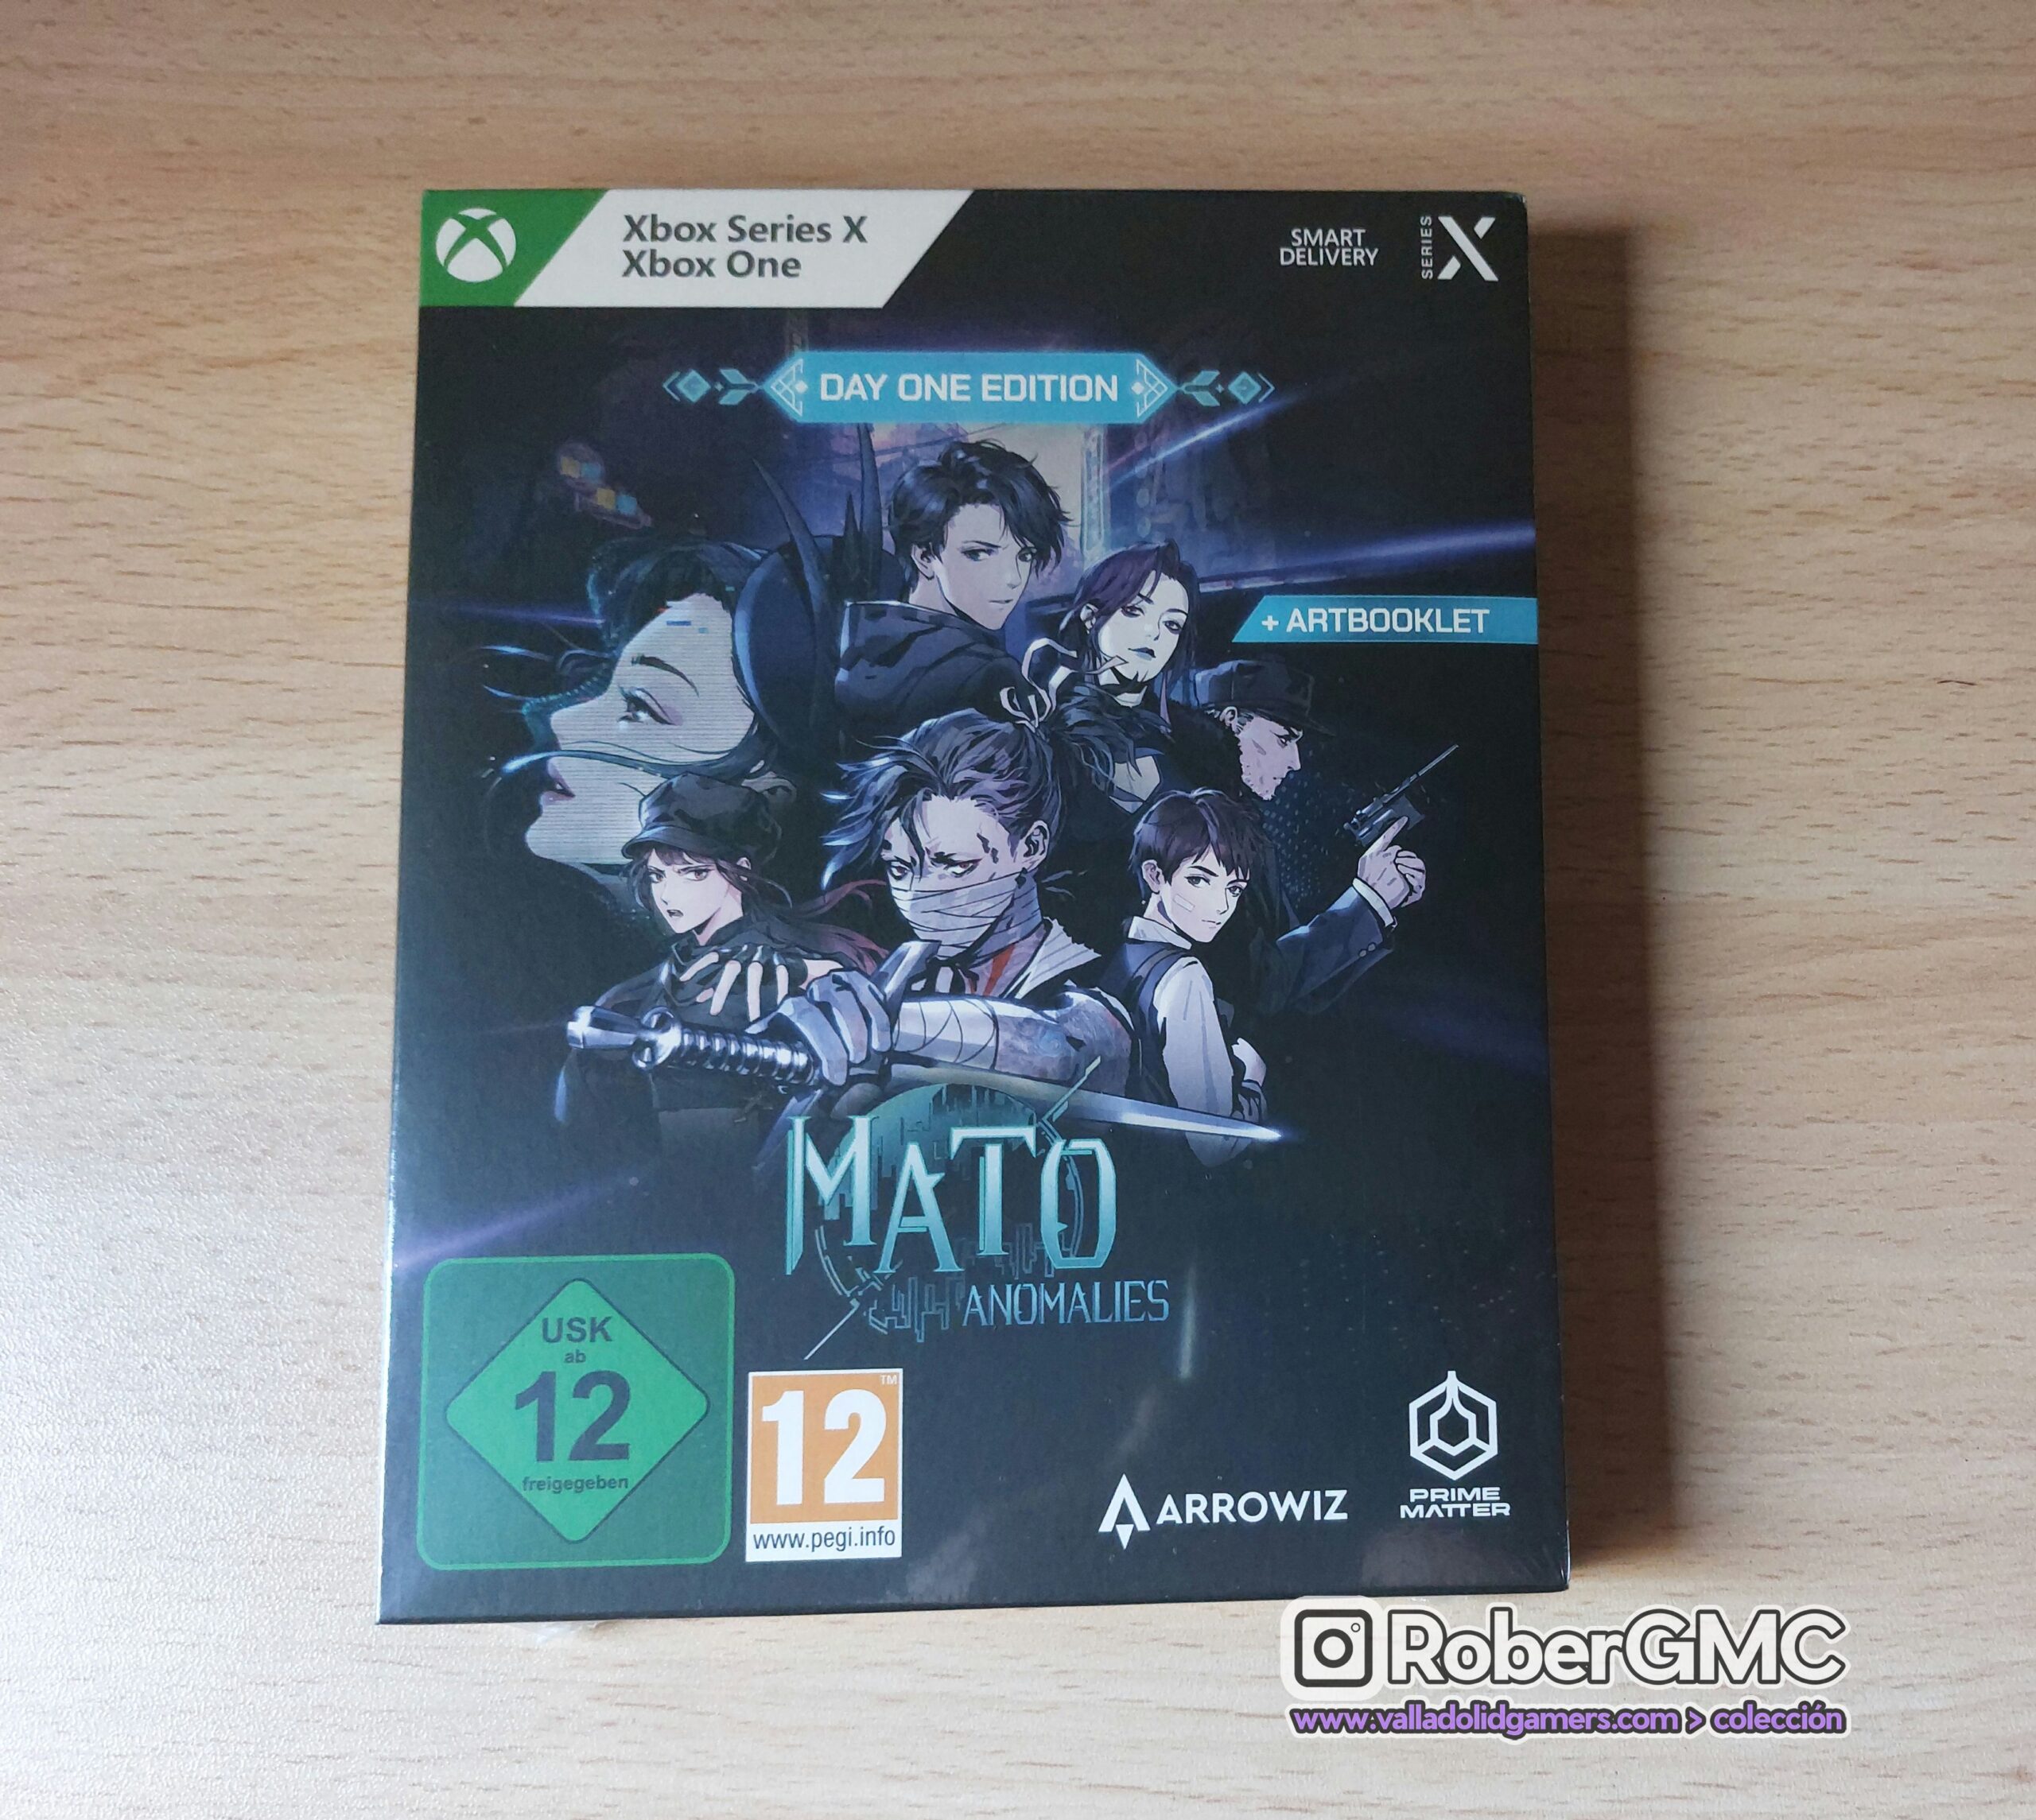 Xbox Series X
Xbox One
SMART
DELIVERY
SERIES X
DAY ONE EDITION
+ ARTBOOKLET
MATO
ANOMALIES
USK
ab
12
freigegeben
12™
www.pegi.info
ARROWIZ
PRIME
MATTER
RoberGMC
www.valladolidgamers.com > colección